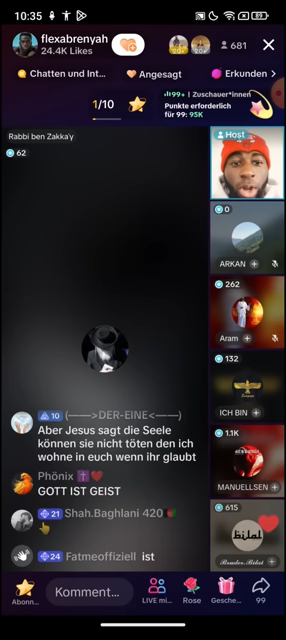 10:35
89
flexabrenyah
24.4K Likes
681
Chatten und Int...
Angesagt
Erkunden
1/10
99+ | Zuschauer*innen
Punkte erforderlich
für 99: 95K
Rabbi ben Zakka'y
62
Host
0
ARKAN
262
Aram
132
ICH BIN
1.1K
MANUELLSEN
615
bilal
Bruder.Bilal
10 (——>DER-EINE<——)
Aber Jesus sagt die Seele
können sie nicht töten den ich
wohne in euch wenn ihr glaubt
Phönix
GOTT IST GEIST
21 Shah.Baghlani 420
24 Fatmeoffiziell ist
Abonn...
Komment...
LIVE mi...
Rose
Gesche...
99